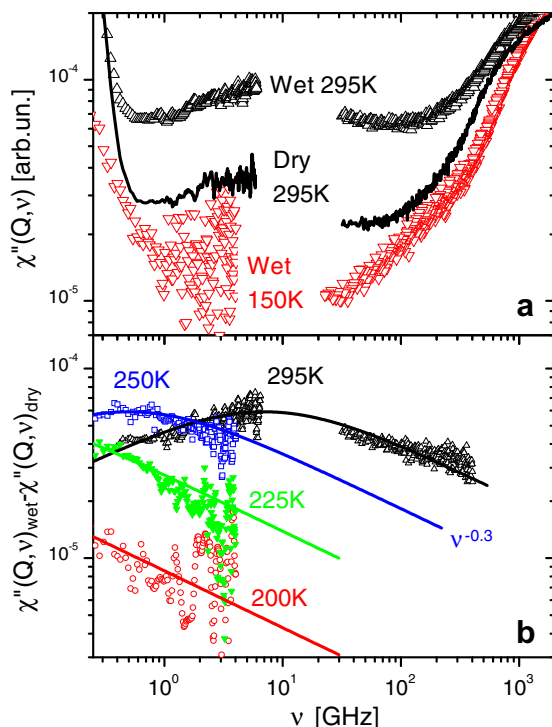 10⁻⁴
Wet 295K
Dry
295K
Wet
150K
10⁻⁵
χ"(Q,ν) [arb.un.]
a
10⁻⁴
250K
295K
225K
ν⁻⁰·³
10⁻⁵
200K
χ"(Q,ν)wet-χ"(Q,ν)dry
b
10⁰ 10¹ 10² 10³
ν [GHz]